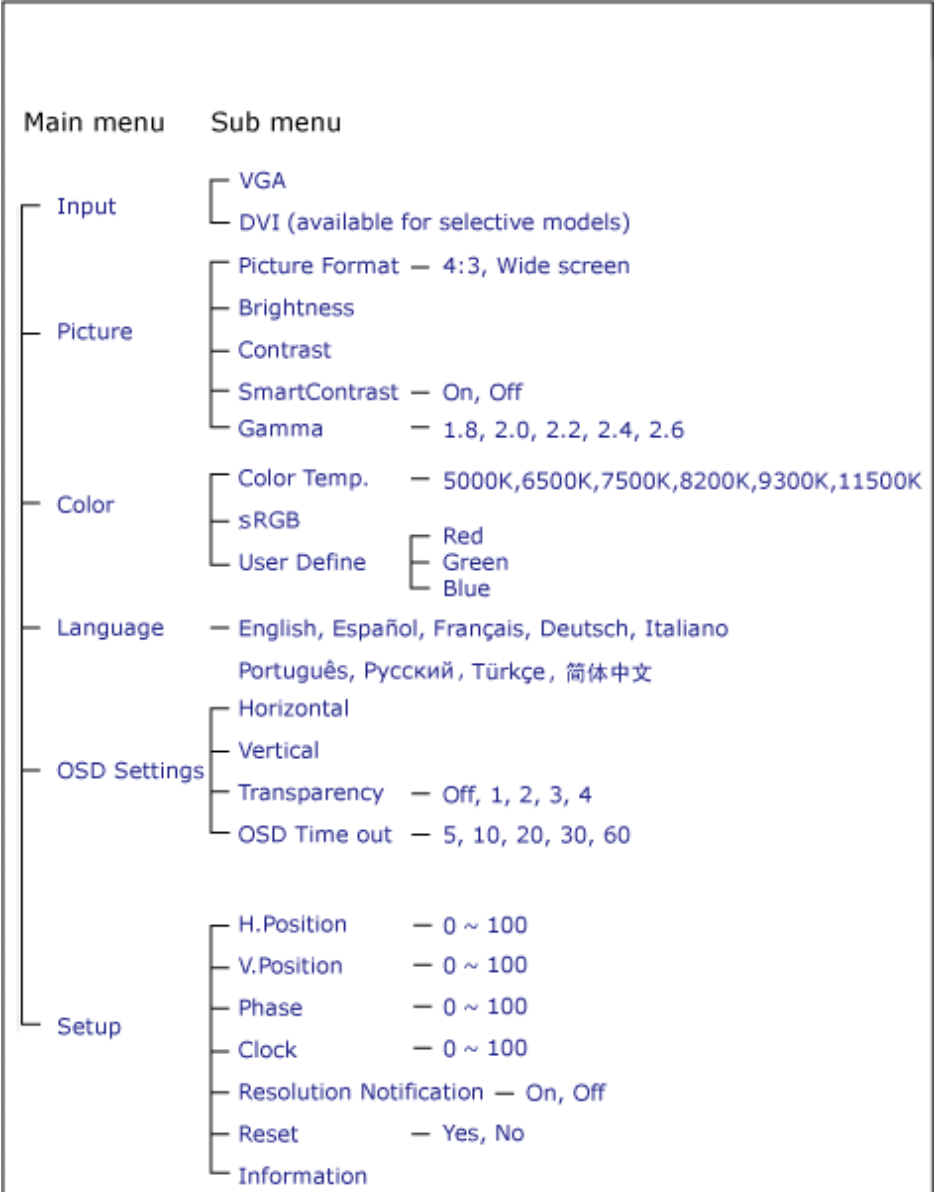 Main menu Sub menu
VGA
Input
DVI (available for selective models)
Picture Format — 4:3, Wide screen
Brightness
Picture
Contrast
SmartContrast — On, Off
Gamma — 1.8, 2.0, 2.2, 2.4, 2.6
Color Temp. — 5000K,6500K,7500K,8200K,9300K,11500K
Color
sRGB
Red
User Define Green
Blue
Language — English, Español, Français, Deutsch, Italiano
Português, Русский, Türkçe, 简体中文
Horizontal
Vertical
OSD Settings
Transparency — Off, 1, 2, 3, 4
OSD Time out — 5, 10, 20, 30, 60
H.Position — 0 ~ 100
V.Position — 0 ~ 100
Phase — 0 ~ 100
Setup
Clock — 0 ~ 100
Resolution Notification — On, Off
Reset — Yes, No
Information